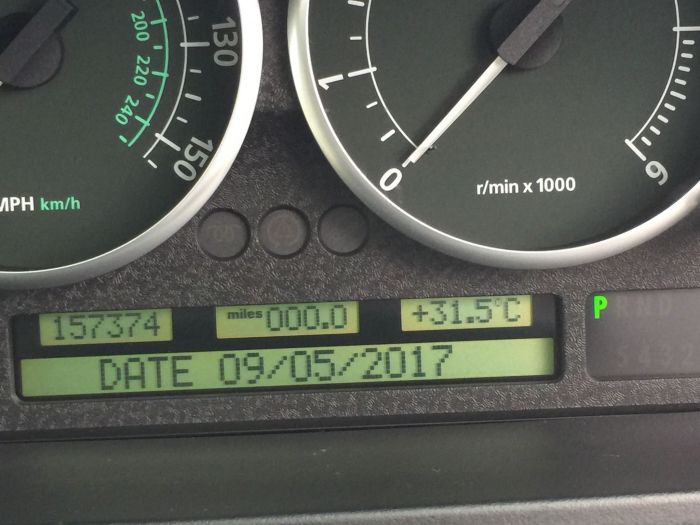 200
220
240
130
150
MPH km/h
1
0
6
r/min x 1000
157374
miles 000.0
+31.5°C
P R N D
DATE 09/05/2017